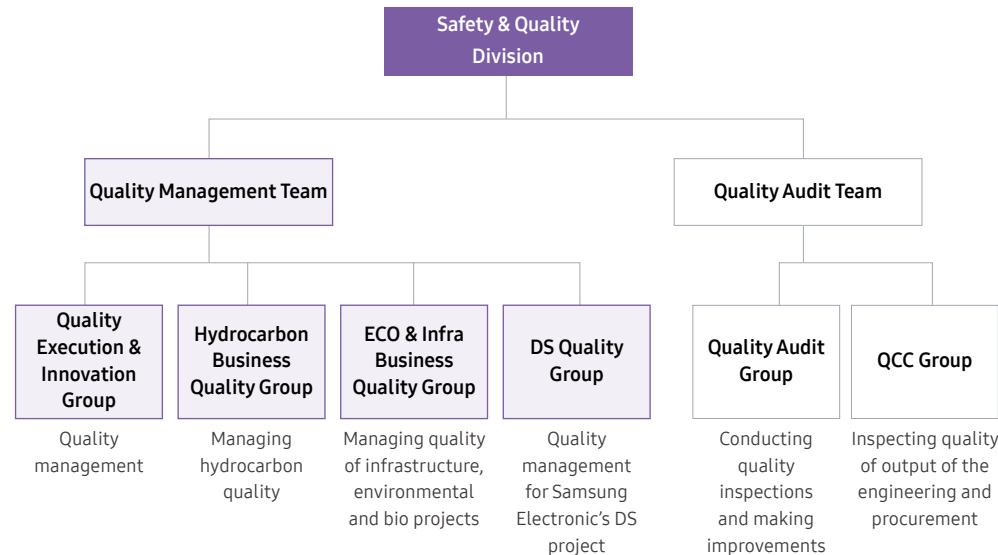 Safety & Quality
Division
Quality Management Team
Quality Audit Team
Quality
Execution &
Innovation
Group
Hydrocarbon
Business
Quality Group
ECO & Infra
Business
Quality Group
DS Quality
Group
Quality Audit
Group
QCC Group
Quality
management
Managing
hydrocarbon
quality
Managing quality
of infrastructure,
environmental
and bio projects
Quality
management
for Samsung
Electronic’s DS
project
Conducting
quality
inspections
and making
improvements
Inspecting quality
of output of the
engineering and
procurement